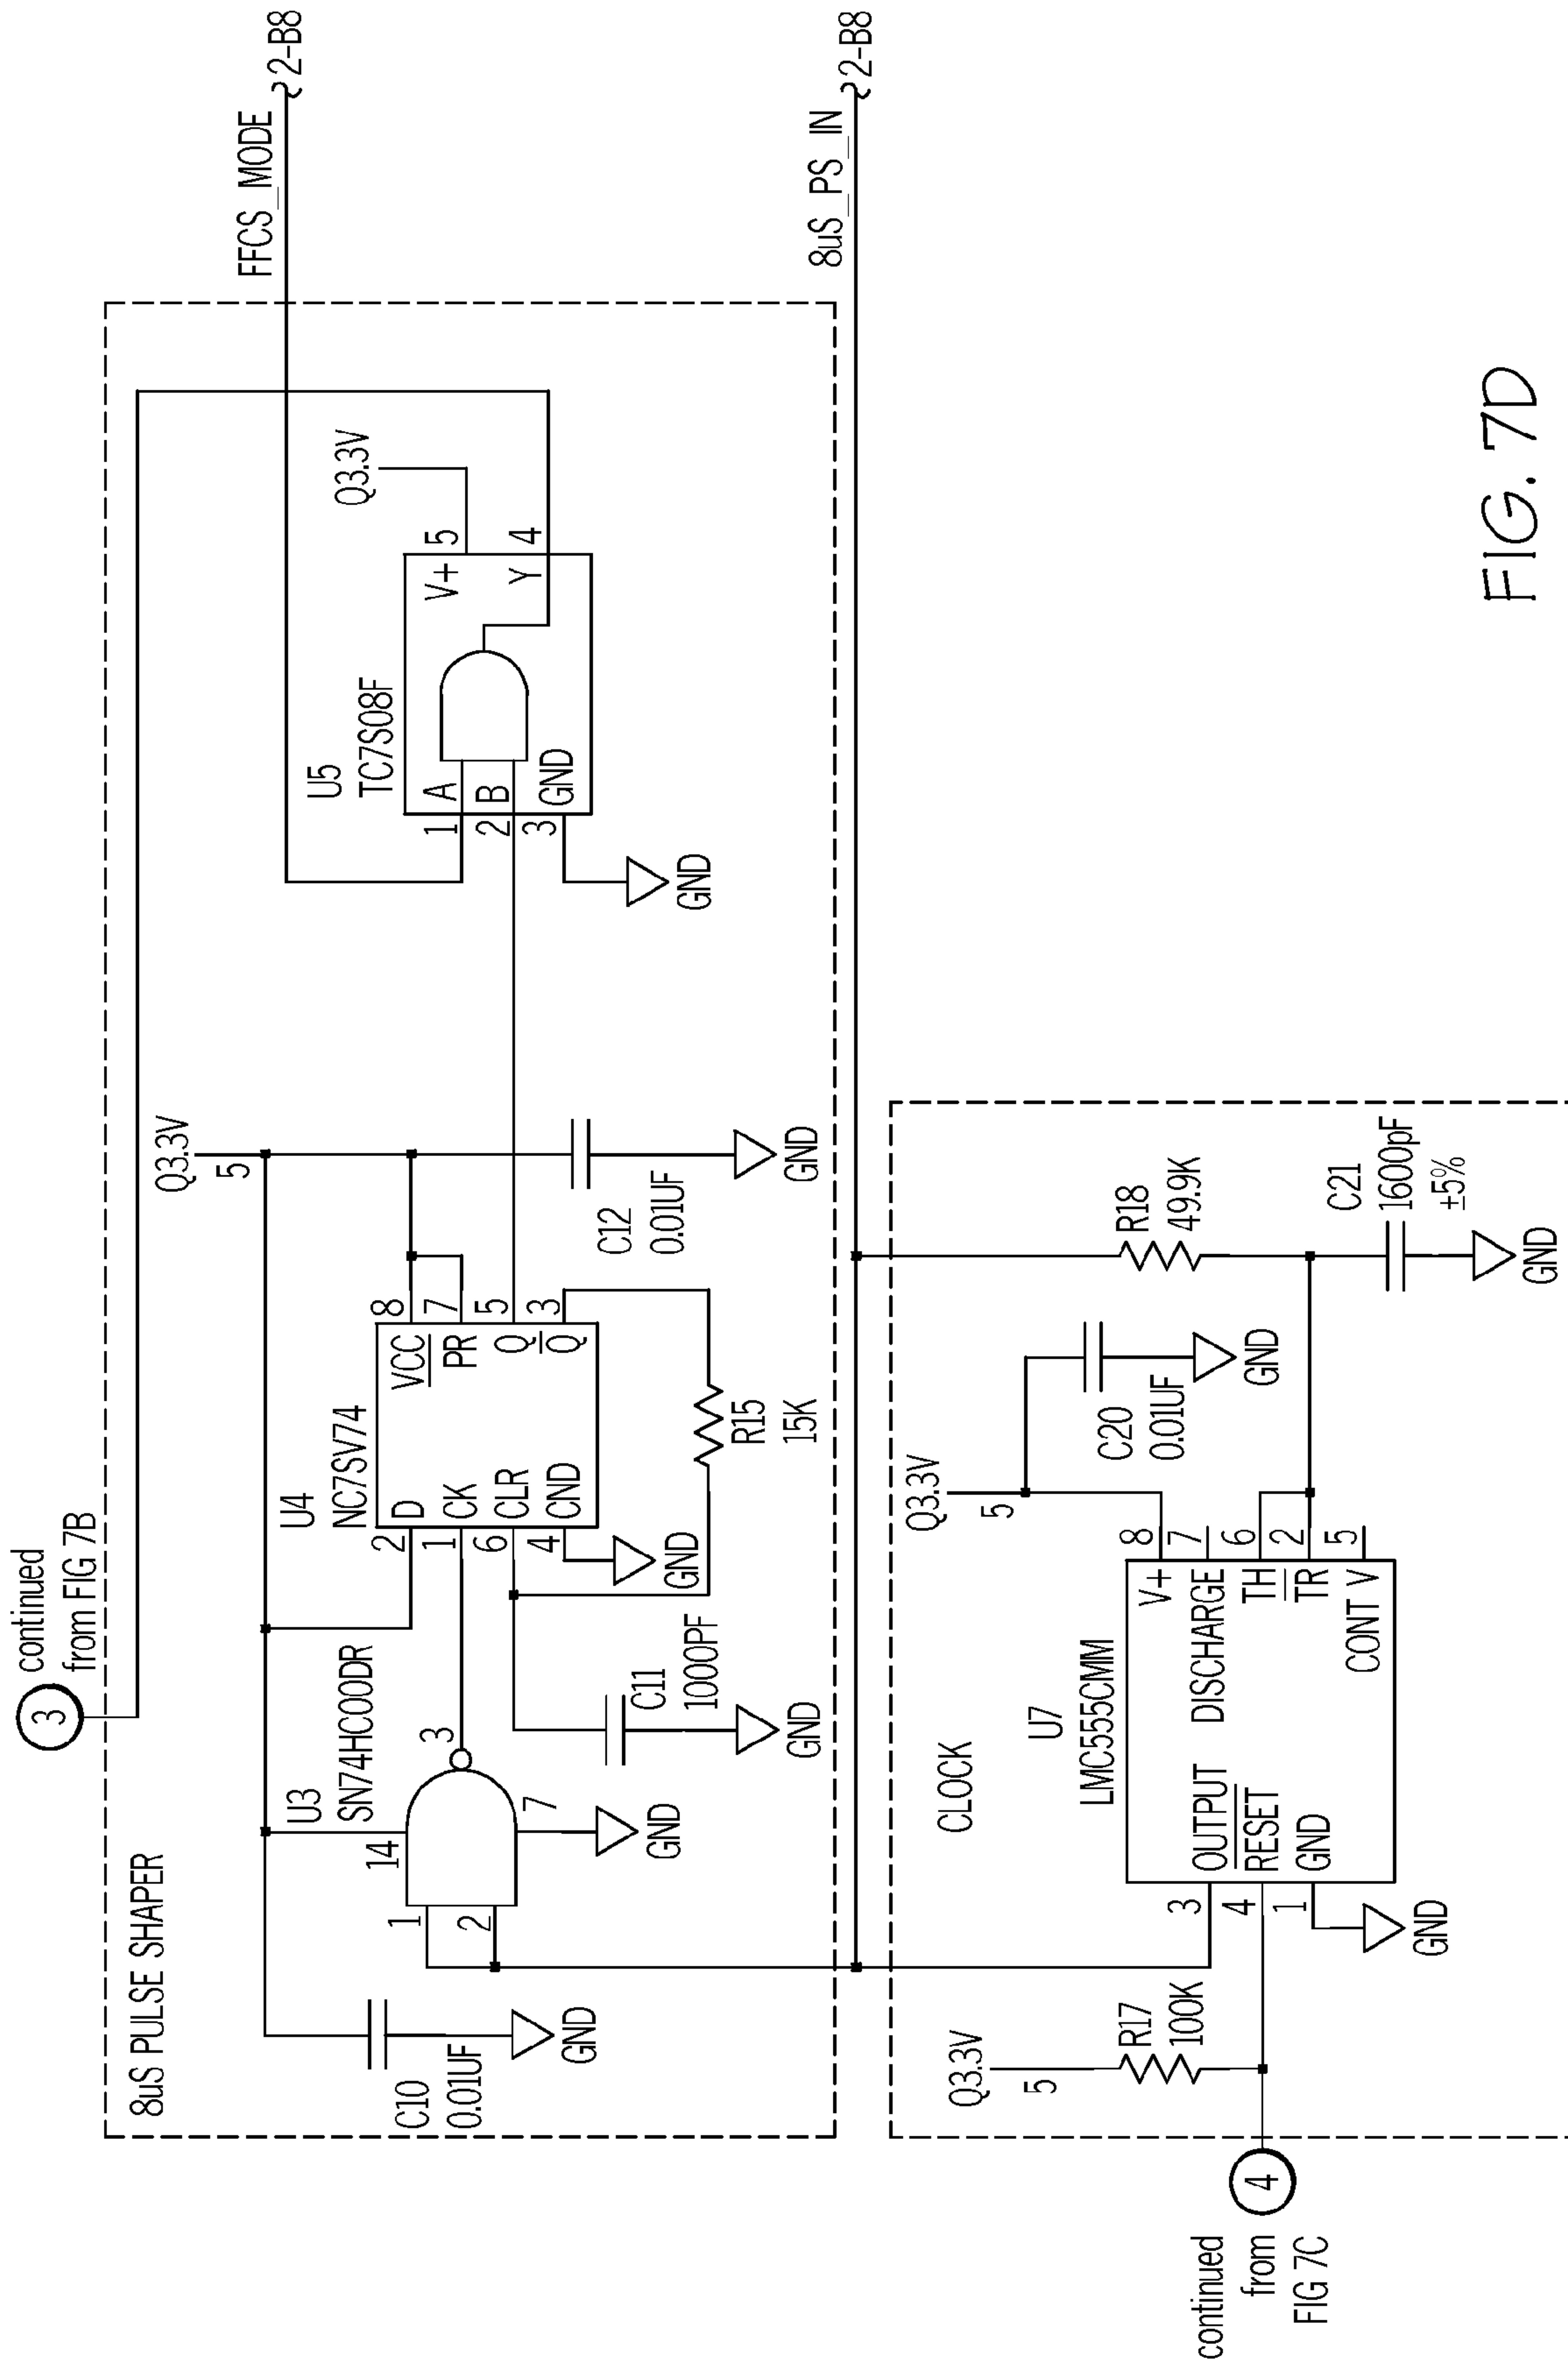 continued
from FIG 7B
3
8uS PULSE SHAPER
Q3.3V
5
FFCS_MODE
2-B8
C10
0.01UF
GND
U3
SN74HC00DR
14
1
2
3
7
GND
C11
1000PF
GND
U4
NC7SV74
2
D
1
CK
6
CLR
4
CND
GND
VCC
8
PR
7
Q
5
Q
3
R15
15K
C12
0.01UF
GND
U5
TC7S08F
1
A
2
B
3
GND
GND
V+
5
Y
4
Q3.3V
8uS_PS_IN
2-B8
continued
from
FIG 7C
4
Q3.3V
5
R17
100K
CLOCK
U7
LMC555CMM
3
OUTPUT
4
RESET
1
GND
GND
V+
8
DISCHARGE
7
TH
6
TR
2
CONT V
5
Q3.3V
5
C20
0.01UF
GND
R18
49.9K
C21
1600pF
±5%
GND
FIG. 7D